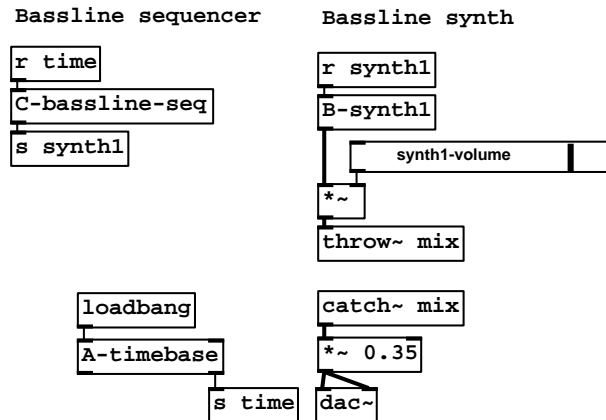 Bassline sequencer
r time
C-bassline-seq
s synth1
Bassline synth
r synth1
B-synth1
synth1-volume
*~
throw~ mix
loadbang
A-timebase
s time
catch~ mix
*~ 0.35
dac~